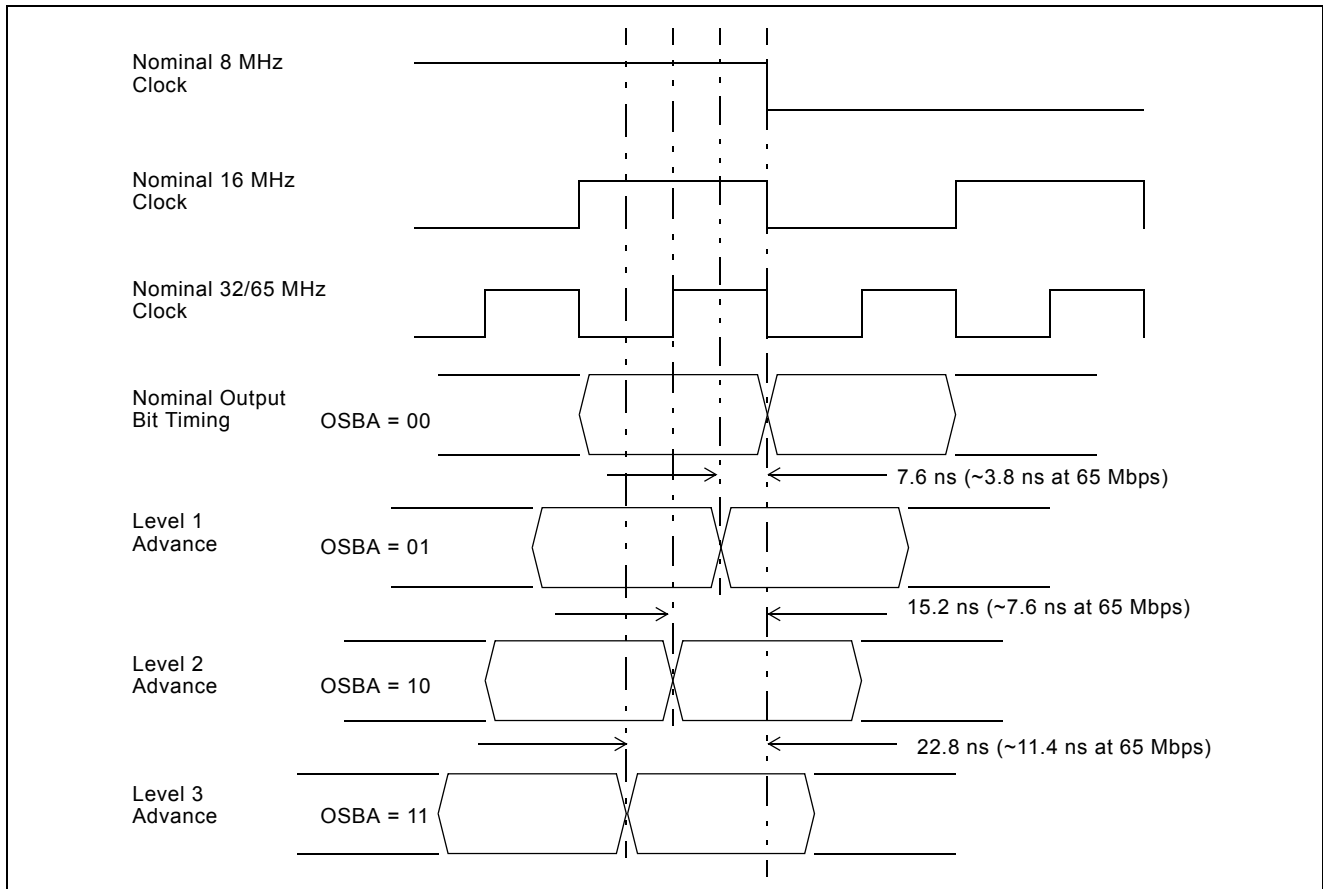 Nominal 8 MHz
Clock
Nominal 16 MHz
Clock
Nominal 32/65 MHz
Clock
Nominal Output
Bit Timing
OSBA = 00
7.6 ns (~3.8 ns at 65 Mbps)
Level 1
Advance
OSBA = 01
15.2 ns (~7.6 ns at 65 Mbps)
Level 2
Advance
OSBA = 10
22.8 ns (~11.4 ns at 65 Mbps)
Level 3
Advance
OSBA = 11